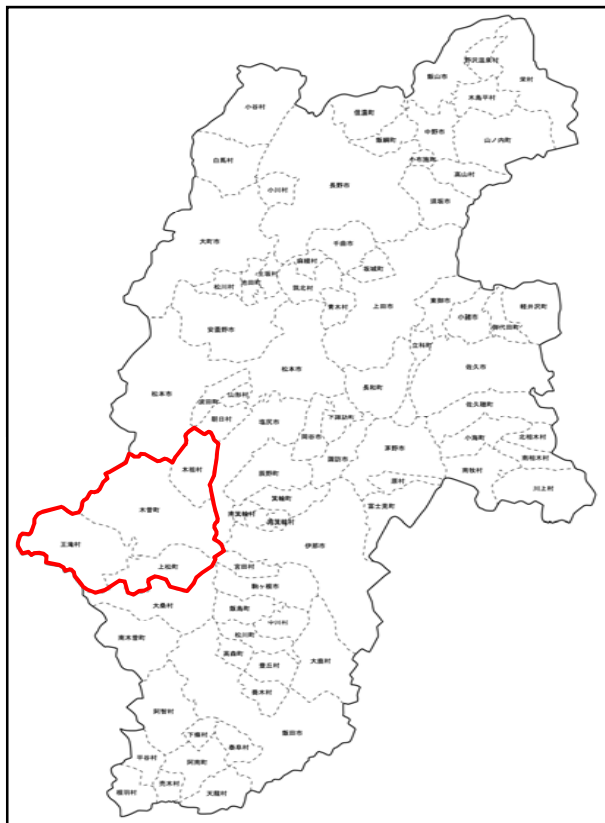 野沢温泉村
飯山市
栄村
木島平村
小谷村
信濃町
中野市
飯綱町
山ノ内町
小布施町
白馬村
高山村
長野市
小川村
須坂市
大町市
千曲市
麻績村
坂城町
生坂村
池田町
筑北村
松川村
東御市
青木村
上田市
軽井沢町
小諸市
御代田町
安曇野市
立科町
松本市
佐久市
長和町
松本市
仙形村
波田町
佐久穂町
下諏訪町
朝日村
塩尻市
岡谷市
小海町
北相木村
茅野市
諏訪市
南相木村
木祖村
南牧村
辰野町
原村
川上村
箕輪町
富士見町
木曽町
南箕輪村
南箕輪村
王滝村
伊那市
上松町
宮田村
駒ヶ根市
大桑村
飯島町
中川村
南木曽町
松川町
高森町
豊丘村
大鹿村
喬木村
阿智村
下條村
飯田市
泰阜村
平谷村
阿南町
売木村
根羽村
天龍村